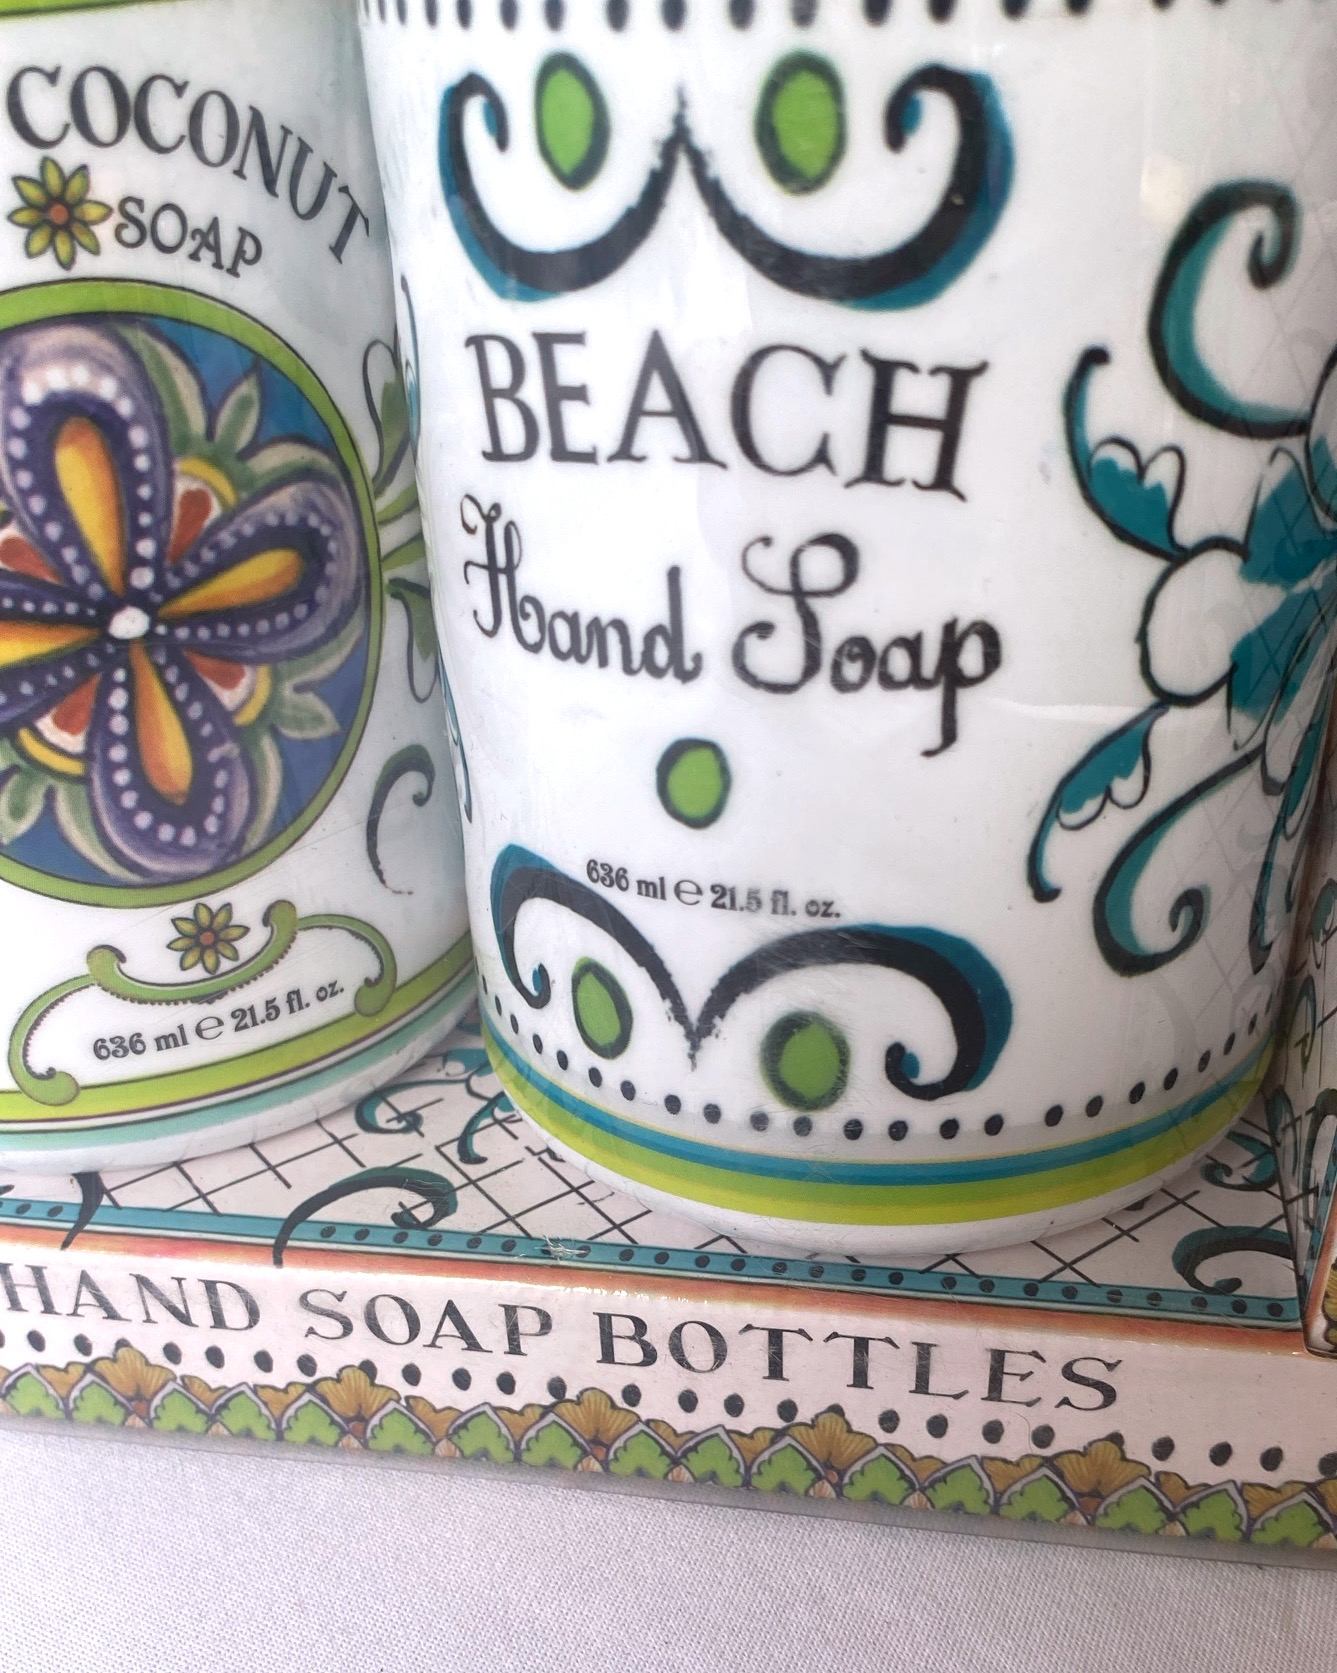 COCONUT
SOAP
636 ml ℮ 21.5 fl. oz.
BEACH
Hand Soap
636 ml ℮ 21.5 fl. oz.
HAND SOAP BOTTLES